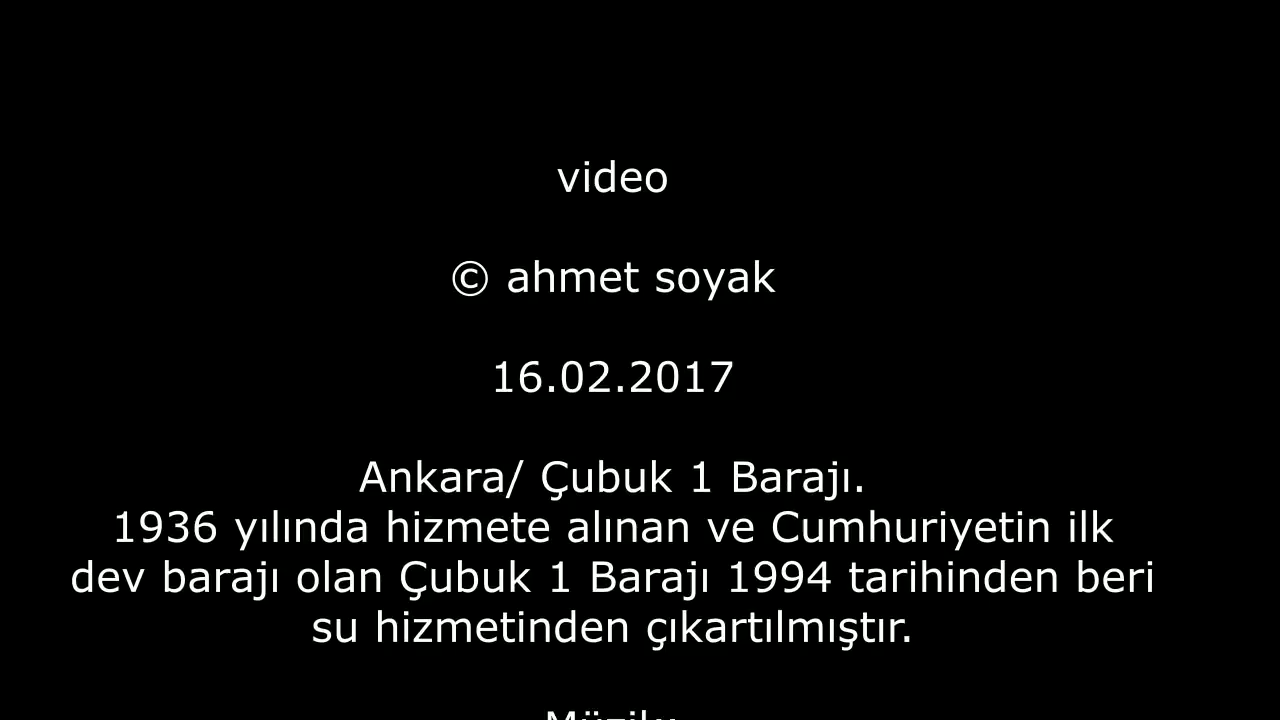 video
© ahmet soyak
16.02.2017
Ankara/ Çubuk 1 Barajı.
1936 yılında hizmete alınan ve Cumhuriyetin ilk
dev barajı olan Çubuk 1 Barajı 1994 tarihinden beri
su hizmetinden çıkartılmıştır.